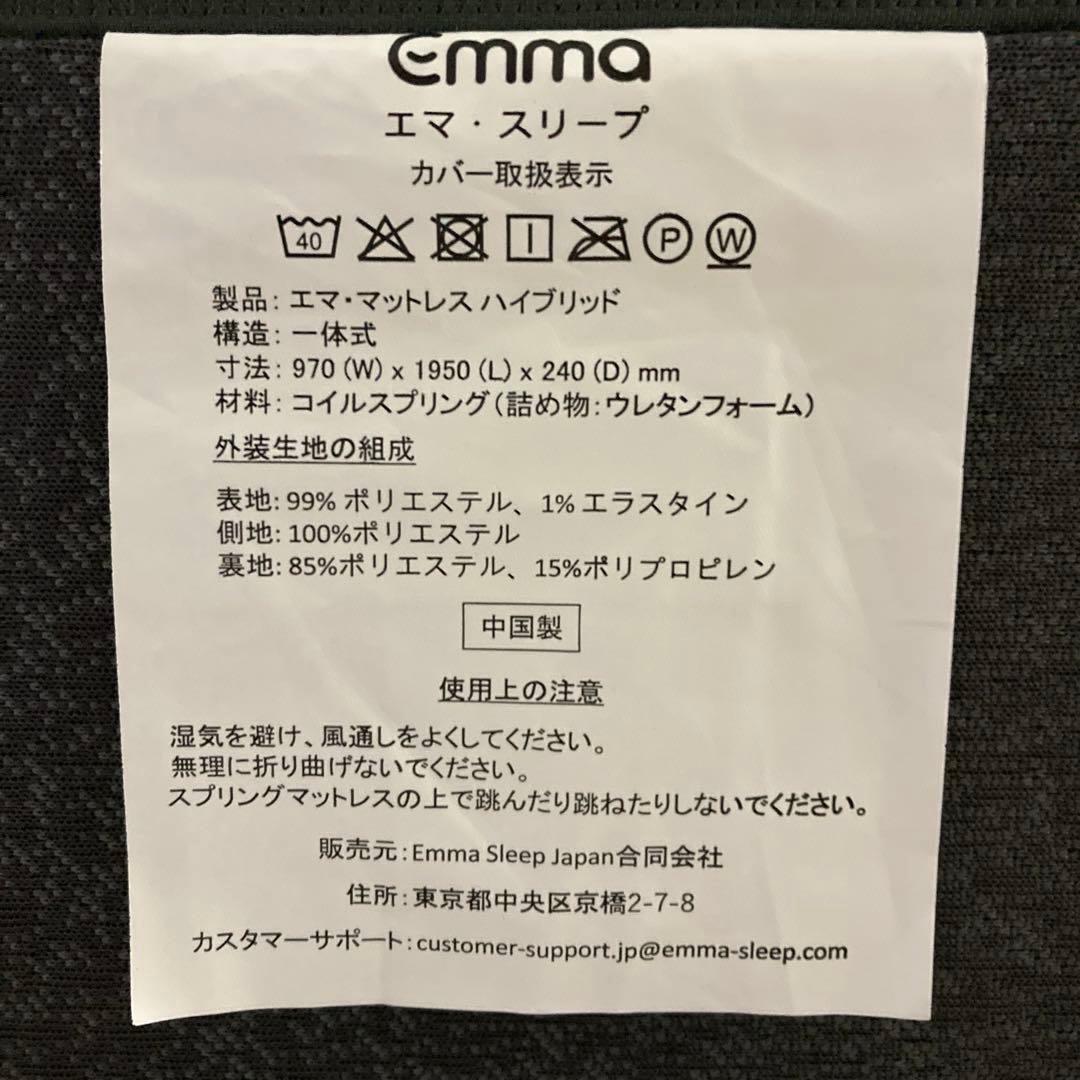 emma
エマ・スリープ
カバー取扱表示
40 P W
製品: エマ・マットレス ハイブリッド
構造: 一体式
寸法: 970 (W) x 1950 (L) x 240 (D) mm
材料: コイルスプリング(詰め物:ウレタンフォーム)
外装生地の組成
表地: 99% ポリエステル、1% エラスタイン
側地: 100%ポリエステル
裏地: 85%ポリエステル、15%ポリプロピレン
中国製
使用上の注意
湿気を避け、風通しをよくしてください。
無理に折り曲げないでください。
スプリングマットレスの上で跳んだり跳ねたりしないでください。
販売元:Emma Sleep Japan合同会社
住所:東京都中央区京橋2-7-8
カスタマーサポート:customer-support.jp@emma-sleep.com